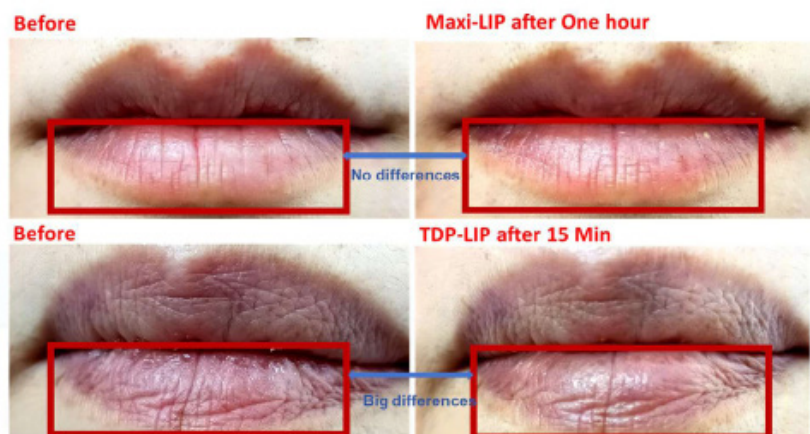 Before
Maxi-LIP after One hour
No differences
Before
TDP-LIP after 15 Min
Big differences